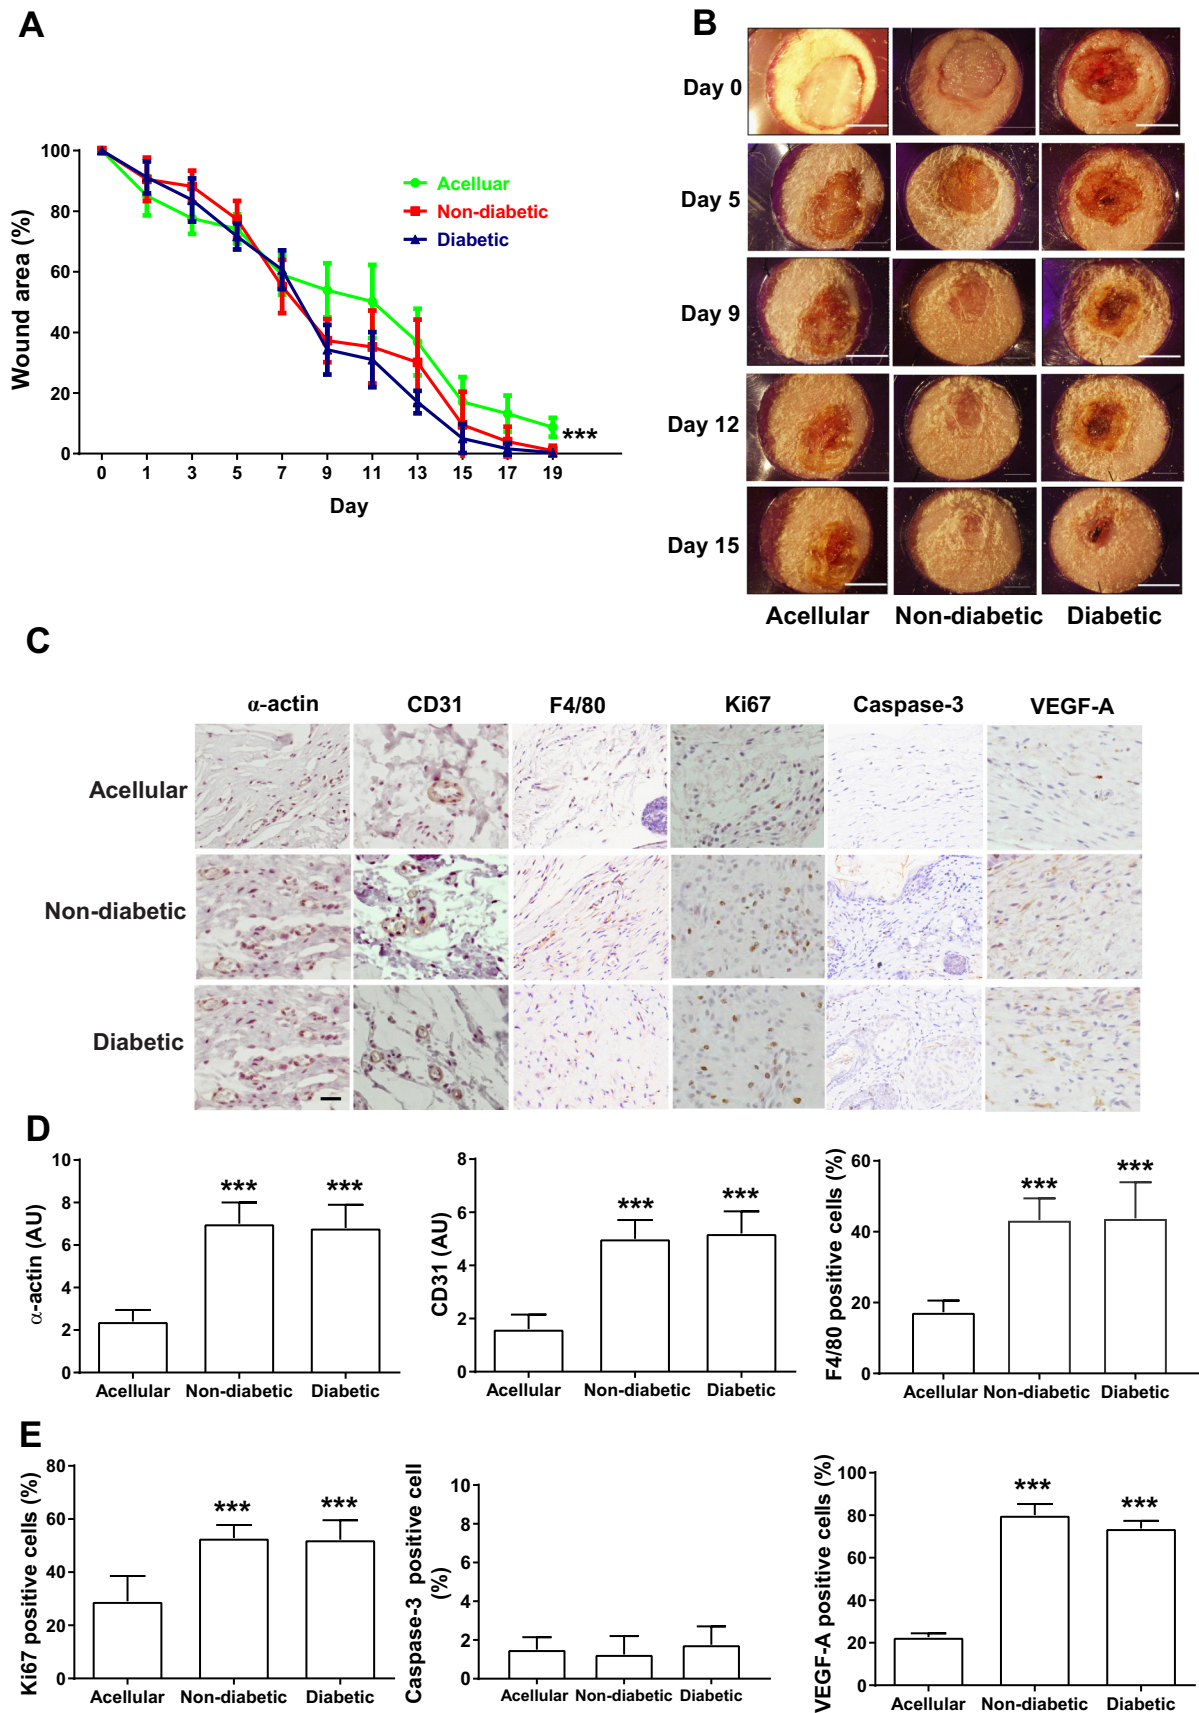 A
100
80
60
40
20
0
Wound area (%)
Acelluar
Non-diabetic
Diabetic
***
0 1 3 5 7 9 11 13 15 17 19
Day
B
Day 0
Day 5
Day 9
Day 12
Day 15
Acellular Non-diabetic Diabetic
C
α-actin CD31 F4/80 Ki67 Caspase-3 VEGF-A
Acellular
Non-diabetic
Diabetic
D
10
8
6
4
2
0
α-actin (AU)
*** ***
Acellular Non-diabetic Diabetic
8
6
4
2
0
CD31 (AU)
*** ***
Acellular Non-diabetic Diabetic
60
40
20
0
F4/80 positive cells (%)
*** ***
Acellular Non-diabetic Diabetic
E
80
60
40
20
0
Ki67 positive cells (%)
*** ***
Acellular Non-diabetic Diabetic
10
8
6
4
2
0
Caspase-3 positive cell
(%)
Acellular Non-diabetic Diabetic
100
80
60
40
20
0
VEGF-A positive cells (%)
*** ***
Acellular Non-diabetic Diabetic